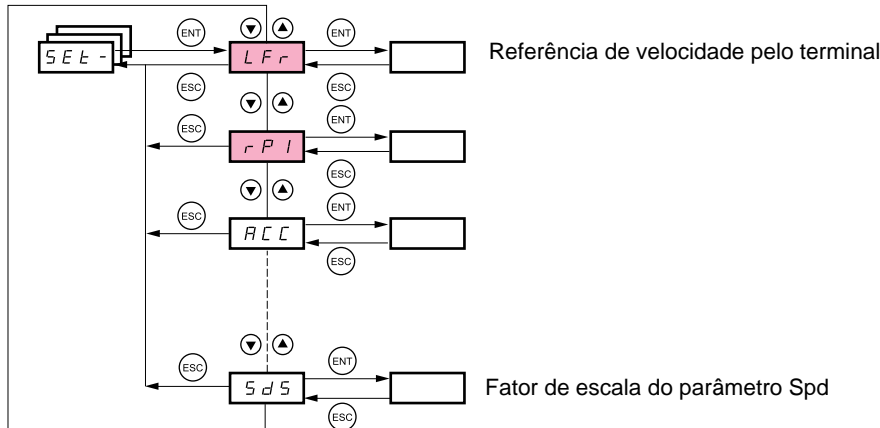 ENT
ENT
SEt -
LFr
Referência de velocidade pelo terminal
ESC
ESC
ESC
ENT
rPI
ESC
ESC
ENT
ACC
ESC
ESC
ENT
SdS
Fator de escala do parâmetro Spd
ESC